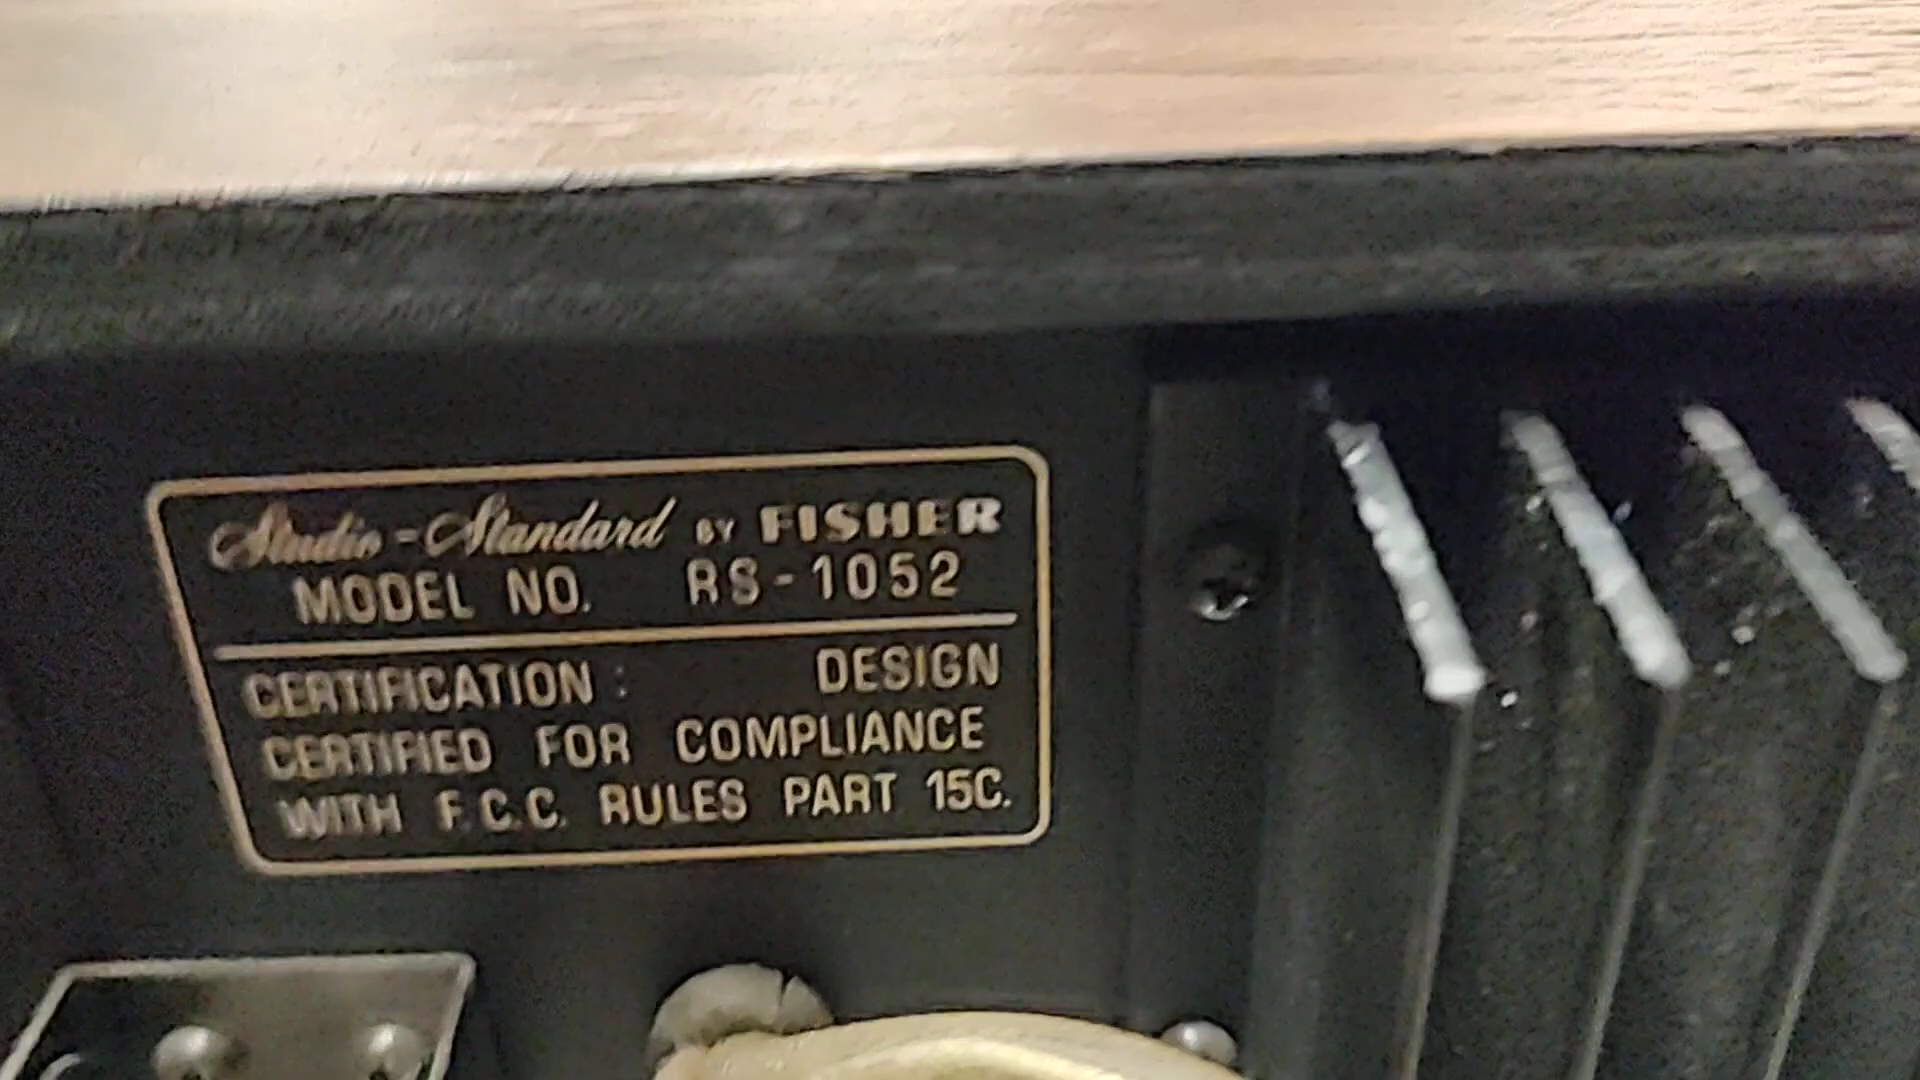 Studio-Standard BY FISHER
MODEL NO. RS-1052
CERTIFICATION: DESIGN
CERTIFIED FOR COMPLIANCE
WITH F.C.C. RULES PART 15C.